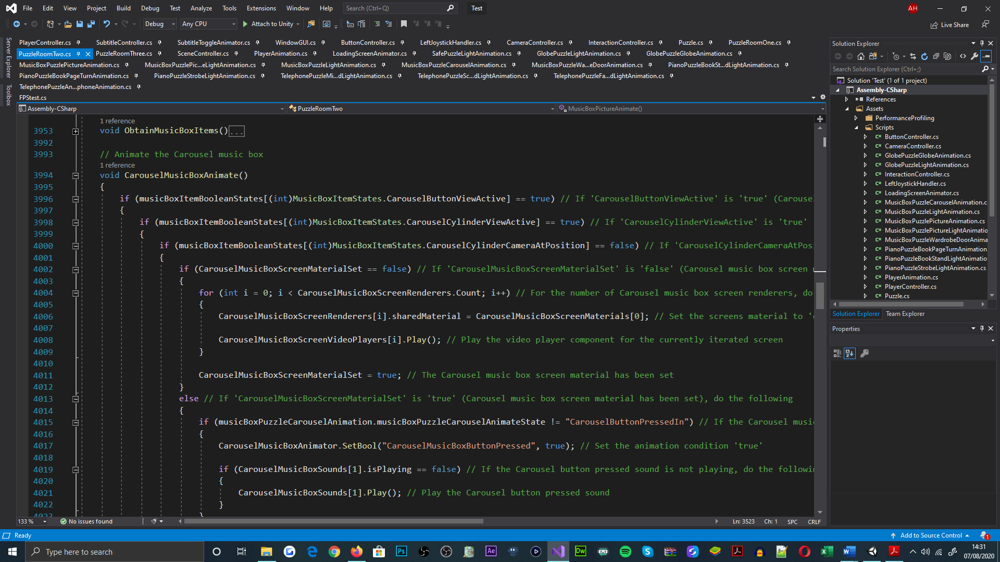 File Edit View Project Build Debug Test Analyze Tools Extensions Window Help Search (Ctrl+Q) Test AH
Debug Any CPU Attach to Unity Live Share
Server Explorer
Toolbox
PlayerController.cs SubtitleController.cs SubtitleToggleAnimator.cs WindowGUI.cs ButtonController.cs LeftJoystickHandler.cs CameraController.cs InteractionController.cs Puzzle.cs PuzzleRoomOne.cs
PuzzleRoomTwo.cs PuzzleRoomThree.cs SceneController.cs PlayerAnimation.cs LoadingScreenAnimator.cs SafePuzzleLightAnimation.cs GlobePuzzleLightAnimation.cs GlobePuzzleGlobeAnimation.cs
MusicBoxPuzzlePictureAnimation.cs MusicBoxPuzzlePic...eLightAnimation.cs MusicBoxPuzzleLightAnimation.cs MusicBoxPuzzleCarouselAnimation.cs MusicBoxPuzzleWa...eDoorAnimation.cs PianoPuzzleBookSt...dLightAnimation.cs
PianoPuzzleBookPageTurnAnimation.cs PianoPuzzleStrobeLightAnimation.cs TelephonePuzzleMi...dLightAnimation.cs TelephonePuzzleSc...dLightAnimation.cs TelephonePuzzleFa...dLightAnimation.cs
TelephonePuzzleAn...phoneAnimation.cs
FPStest.cs
Assembly-CSharp PuzzleRoomTwo MusicBoxPictureAnimate()
1 reference
3953 void ObtainMusicBoxItems()...
3992
3993 // Animate the Carousel music box
1 reference
3994 void CarouselMusicBoxAnimate()
3995 {
3996 if (musicBoxItemBooleanStates[(int)MusicBoxItemStates.CarouselButtonViewActive] == true) // If 'CarouselButtonViewActive' is 'true' (Carouse
3997 {
3998 if (musicBoxItemBooleanStates[(int)MusicBoxItemStates.CarouselCylinderViewActive] == true) // If 'CarouselCylinderViewActive' is 'true'
3999 {
4000 if (musicBoxItemBooleanStates[(int)MusicBoxItemStates.CarouselCylinderCameraAtPosition] == false) // If 'CarouselCylinderCameraAtPosi
4001 {
4002 if (CarouselMusicBoxScreenMaterialSet == false) // If 'CarouselMusicBoxScreenMaterialSet' is 'false' (Carousel music box screen
4003 {
4004 for (int i = 0; i < CarouselMusicBoxScreenRenderers.Count; i++) // For the number of Carousel music box screen renderers, do
4005 {
4006 CarouselMusicBoxScreenRenderers[i].sharedMaterial = CarouselMusicBoxScreenMaterials[0]; // Set the screens material to '
4007
4008 CarouselMusicBoxScreenVideoPlayers[i].Play(); // Play the video player component for the currently iterated screen
4009 }
4010
4011 CarouselMusicBoxScreenMaterialSet = true; // The Carousel music box screen material has been set
4012 }
4013 else // If 'CarouselMusicBoxScreenMaterialSet' is 'true' (Carousel music box screen material has been set), do the following
4014 {
4015 if (musicBoxPuzzleCarouselAnimation.musicBoxPuzzleCarouselAnimateState != "CarouselButtonPressedIn") // If the Carousel musi
4016 {
4017 CarouselMusicBoxAnimator.SetBool("CarouselMusicBoxButtonPressed", true); // Set the animation condition 'true'
4018
4019 if (CarouselMusicBoxSounds[1].isPlaying == false) // If the Carousel button pressed sound is not playing, do the followin
4020 {
4021 CarouselMusicBoxSounds[1].Play(); // Play the Carousel button pressed sound
4022 }
4023 }
133 % No issues found Ln: 3523 Ch: 1 SPC CRLF
Solution Explorer
Search Solution Explorer (Ctrl+;)
Solution 'Test' (1 of 1 project)
Assembly-CSharp
References
Assets
PerformanceProfiling
Scripts
C# ButtonController.cs
C# CameraController.cs
C# GlobePuzzleGlobeAnimation.cs
C# GlobePuzzleLightAnimation.cs
C# InteractionController.cs
C# LeftJoystickHandler.cs
C# LoadingScreenAnimator.cs
C# MusicBoxPuzzleCarouselAnimation.c
C# MusicBoxPuzzleLightAnimation.cs
C# MusicBoxPuzzlePictureAnimation.cs
C# MusicBoxPuzzlePictureLightAnimatio
C# MusicBoxPuzzleWardrobeDoorAnima
C# PianoPuzzleBookPageTurnAnimation
C# PianoPuzzleBookStandLightAnimatio
C# PianoPuzzleStrobeLightAnimation.cs
C# PlayerAnimation.cs
C# PlayerController.cs
C# Puzzle.cs
Solution Explorer Team Explorer
Properties
Ready Add to Source Control 1
Type here to search Ps Ae Dw 14:31
07/08/2020